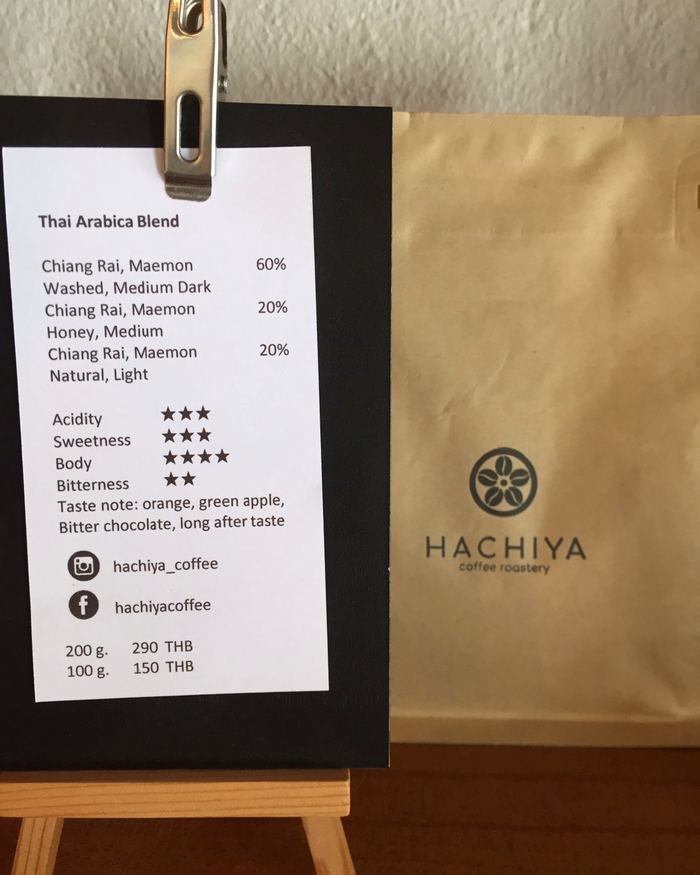 Thai Arabica Blend
Chiang Rai, Maemon 60%
Washed, Medium Dark
Chiang Rai, Maemon 20%
Honey, Medium
Chiang Rai, Maemon 20%
Natural, Light
Acidity ★★★
Sweetness ★★★
Body ★★★★
Bitterness ★★
Taste note: orange, green apple,
Bitter chocolate, long after taste
hachiya_coffee
hachiyacoffee
200 g. 290 THB
100 g. 150 THB
HACHIYA
coffee roastery